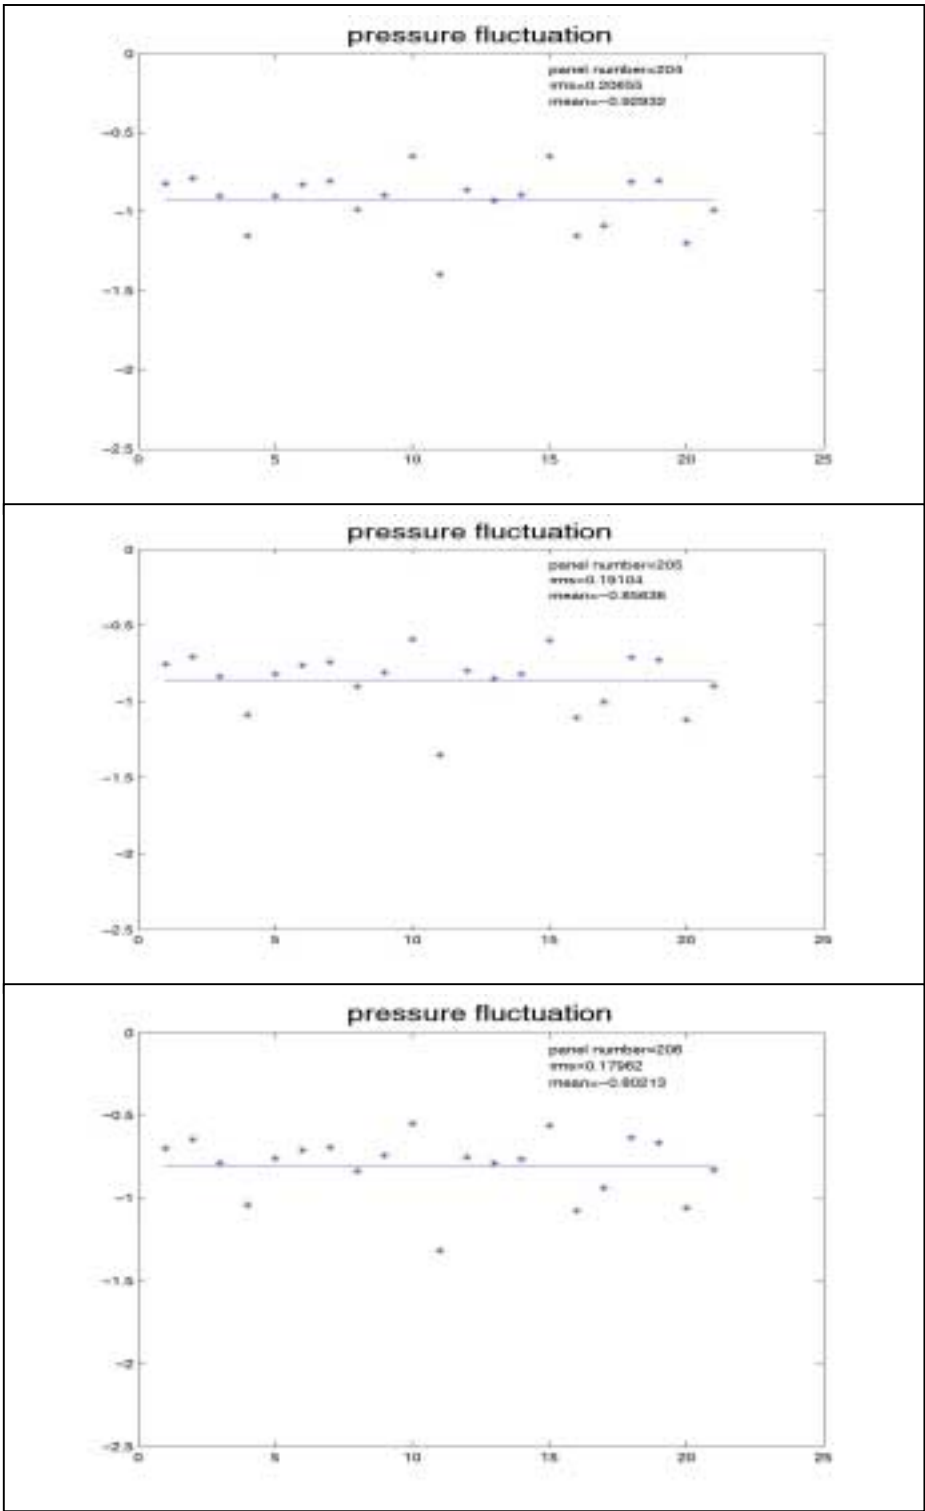 pressure fluctuation
panel number=204
rms=0.20655
mean=-0.92932
0
-0.5
-1
-1.5
-2
-2.5
0 5 10 15 20 25
pressure fluctuation
panel number=205
rms=0.19104
mean=-0.85636
0
-0.5
-1
-1.5
-2
-2.5
0 5 10 15 20 25
pressure fluctuation
panel number=206
rms=0.17962
mean=-0.80213
0
-0.5
-1
-1.5
-2
-2.5
0 5 10 15 20 25